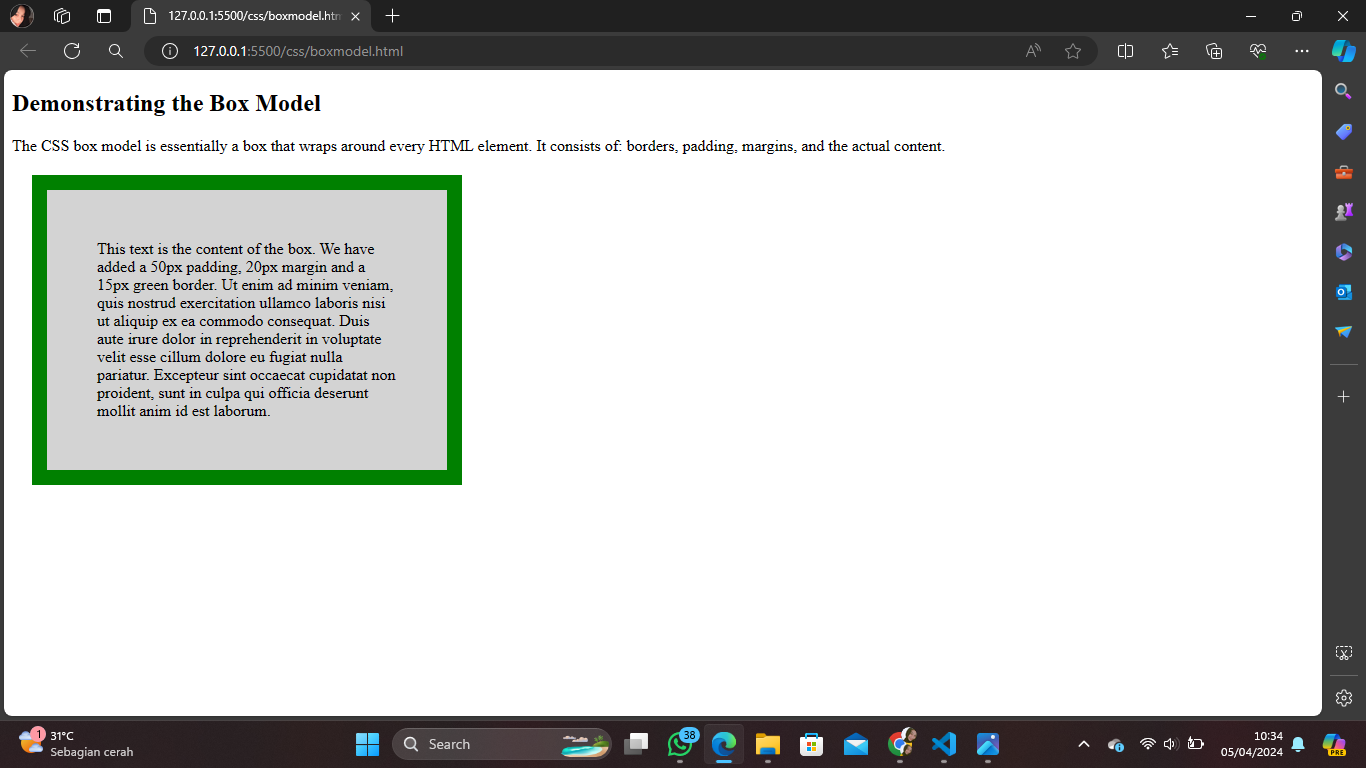 127.0.0.1:5500/css/boxmodel.htm
127.0.0.1:5500/css/boxmodel.html
Demonstrating the Box Model
The CSS box model is essentially a box that wraps around every HTML element. It consists of: borders, padding, margins, and the actual content.
This text is the content of the box. We have
added a 50px padding, 20px margin and a
15px green border. Ut enim ad minim veniam,
quis nostrud exercitation ullamco laboris nisi
ut aliquip ex ea commodo consequat. Duis
aute irure dolor in reprehenderit in voluptate
velit esse cillum dolore eu fugiat nulla
pariatur. Excepteur sint occaecat cupidatat non
proident, sunt in culpa qui officia deserunt
mollit anim id est laborum.
1
31°C
Sebagian cerah
Search
38
10:34
05/04/2024
PRE